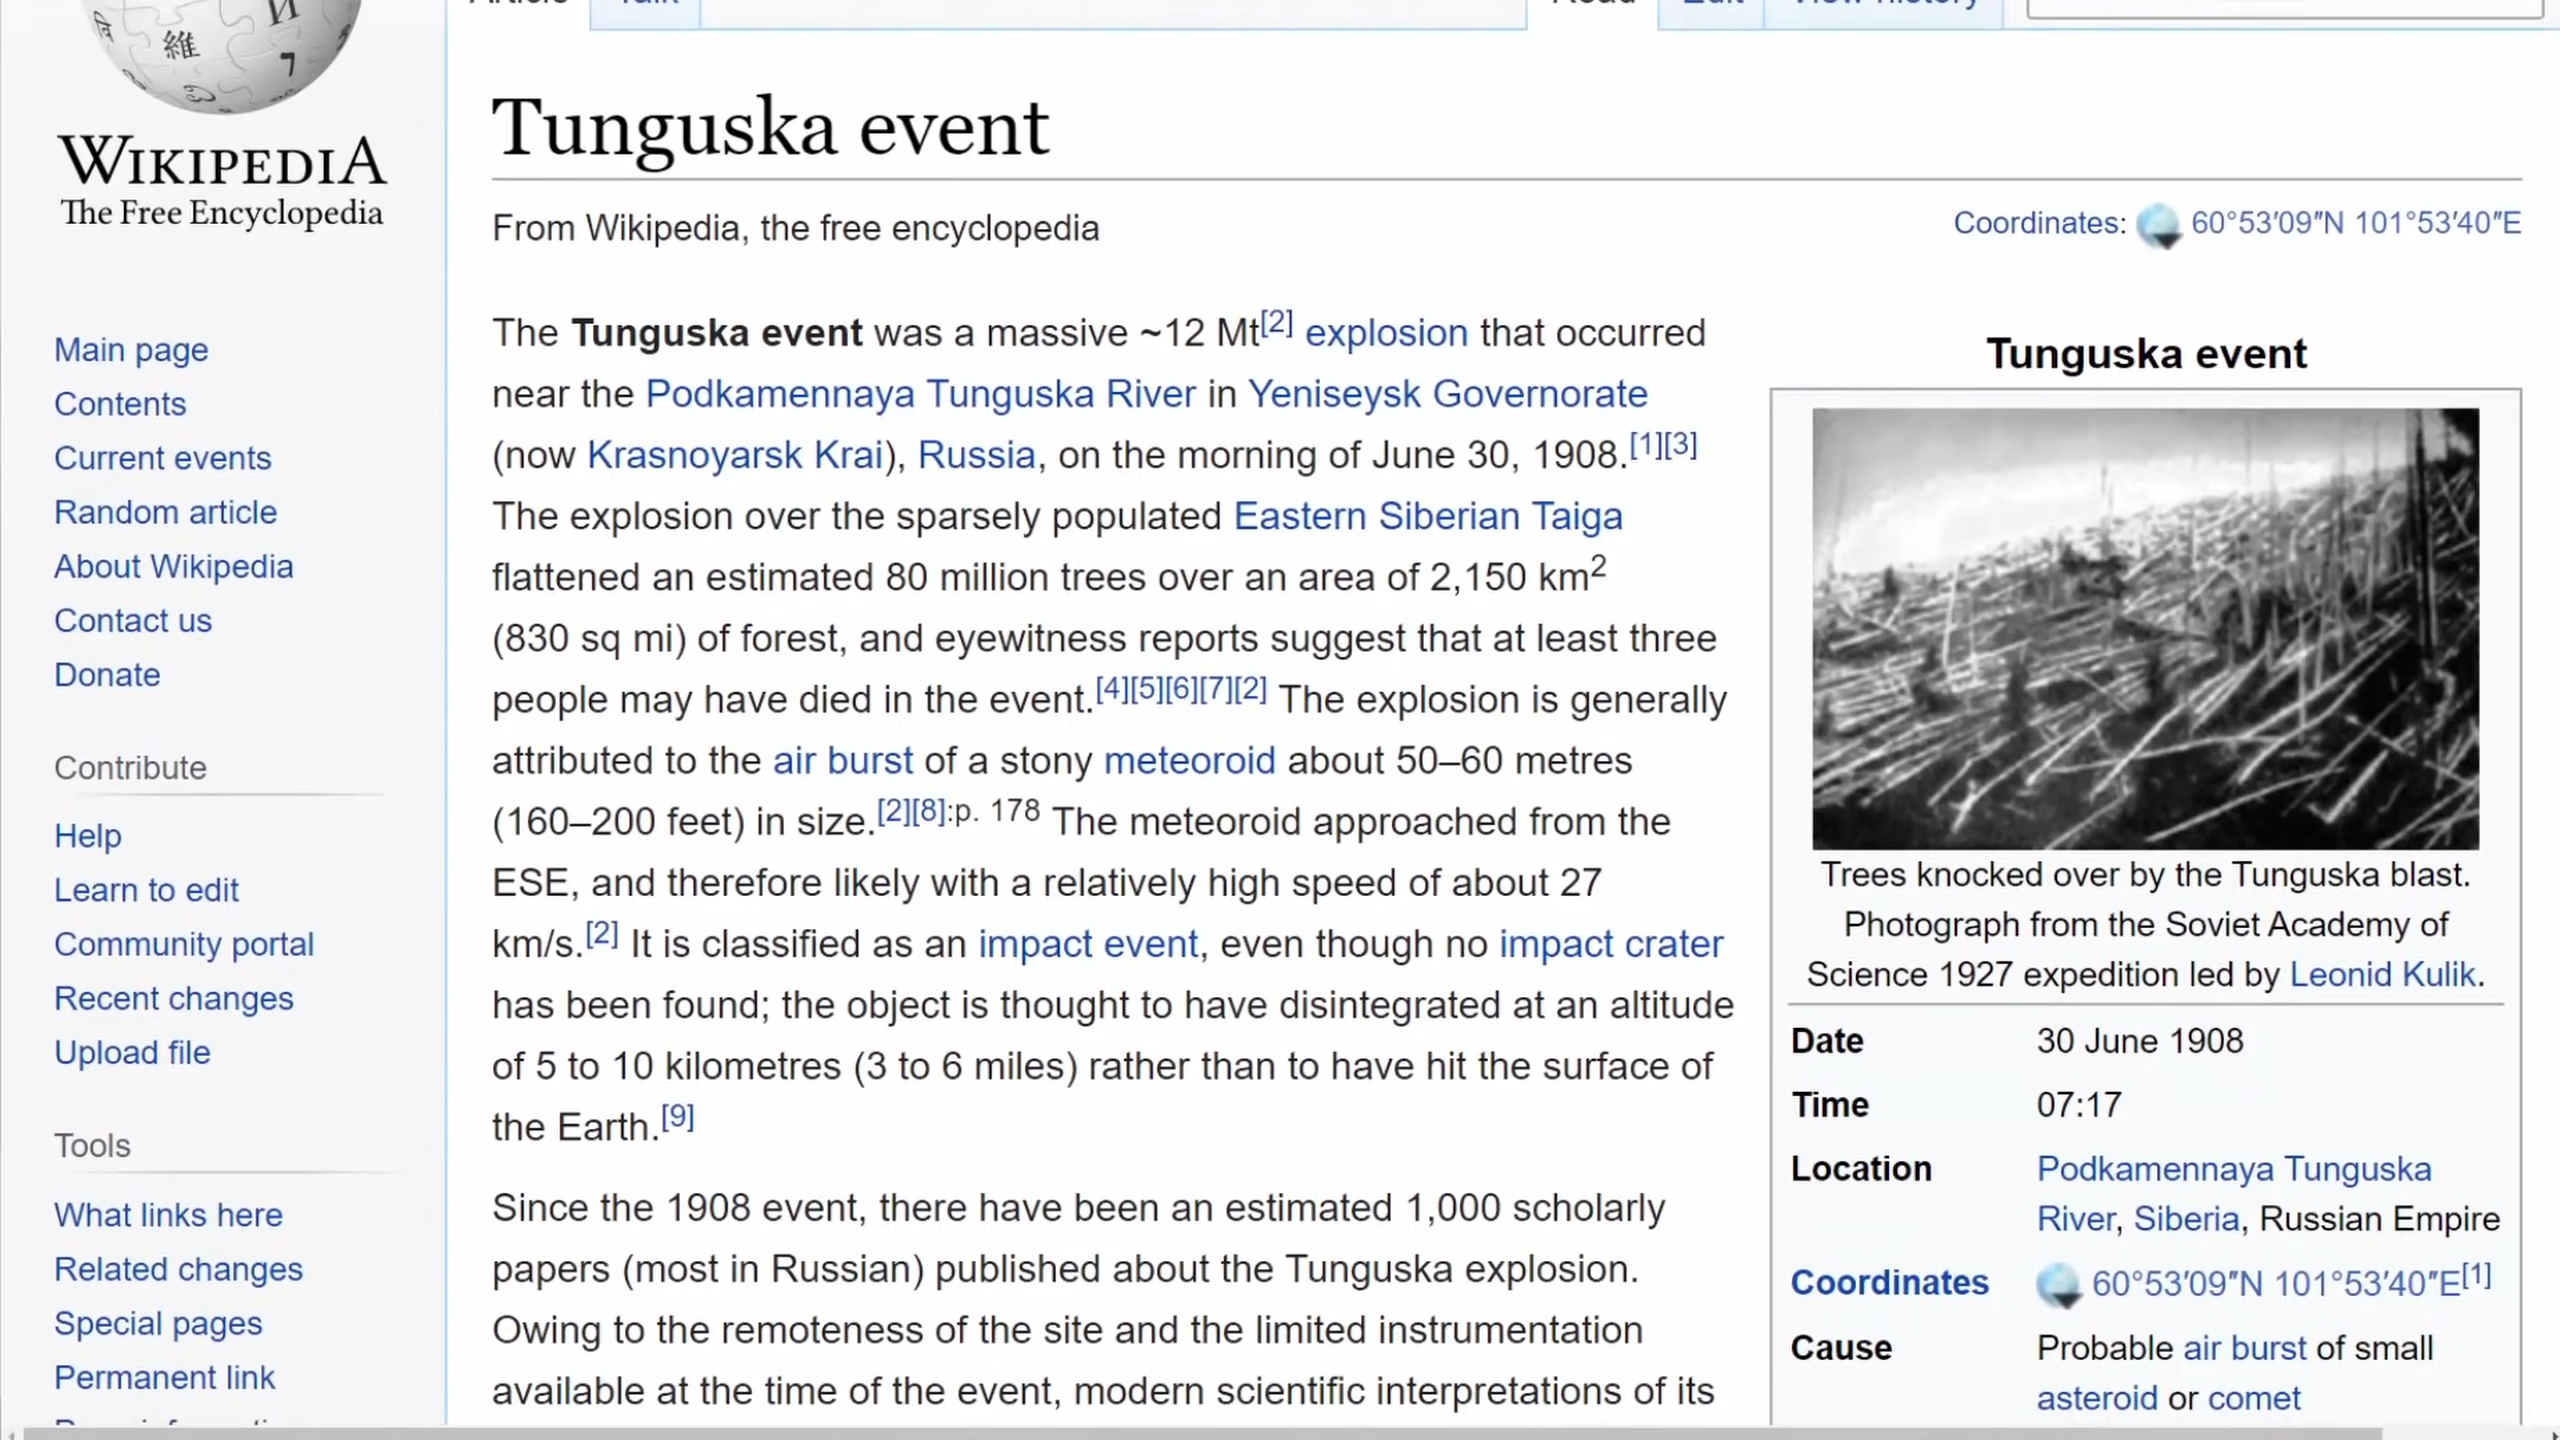 Article Talk Read Edit View history
維
И
7
WIKIPEDIA
The Free Encyclopedia
Main page
Contents
Current events
Random article
About Wikipedia
Contact us
Donate
Contribute
Help
Learn to edit
Community portal
Recent changes
Upload file
Tools
What links here
Related changes
Special pages
Permanent link
Tunguska event
From Wikipedia, the free encyclopedia
Coordinates: 60°53′09″N 101°53′40″E
The Tunguska event was a massive ~12 Mt[2] explosion that occurred
near the Podkamennaya Tunguska River in Yeniseysk Governorate
(now Krasnoyarsk Krai), Russia, on the morning of June 30, 1908.[1][3]
The explosion over the sparsely populated Eastern Siberian Taiga
flattened an estimated 80 million trees over an area of 2,150 km2
(830 sq mi) of forest, and eyewitness reports suggest that at least three
people may have died in the event.[4][5][6][7][2] The explosion is generally
attributed to the air burst of a stony meteoroid about 50–60 metres
(160–200 feet) in size.[2][8]:p. 178 The meteoroid approached from the
ESE, and therefore likely with a relatively high speed of about 27
km/s.[2] It is classified as an impact event, even though no impact crater
has been found; the object is thought to have disintegrated at an altitude
of 5 to 10 kilometres (3 to 6 miles) rather than to have hit the surface of
the Earth.[9]
Since the 1908 event, there have been an estimated 1,000 scholarly
papers (most in Russian) published about the Tunguska explosion.
Owing to the remoteness of the site and the limited instrumentation
available at the time of the event, modern scientific interpretations of its
Tunguska event
Trees knocked over by the Tunguska blast.
Photograph from the Soviet Academy of
Science 1927 expedition led by Leonid Kulik.
Date 30 June 1908
Time 07:17
Location Podkamennaya Tunguska
River, Siberia, Russian Empire
Coordinates 60°53′09″N 101°53′40″E[1]
Cause Probable air burst of small
asteroid or comet